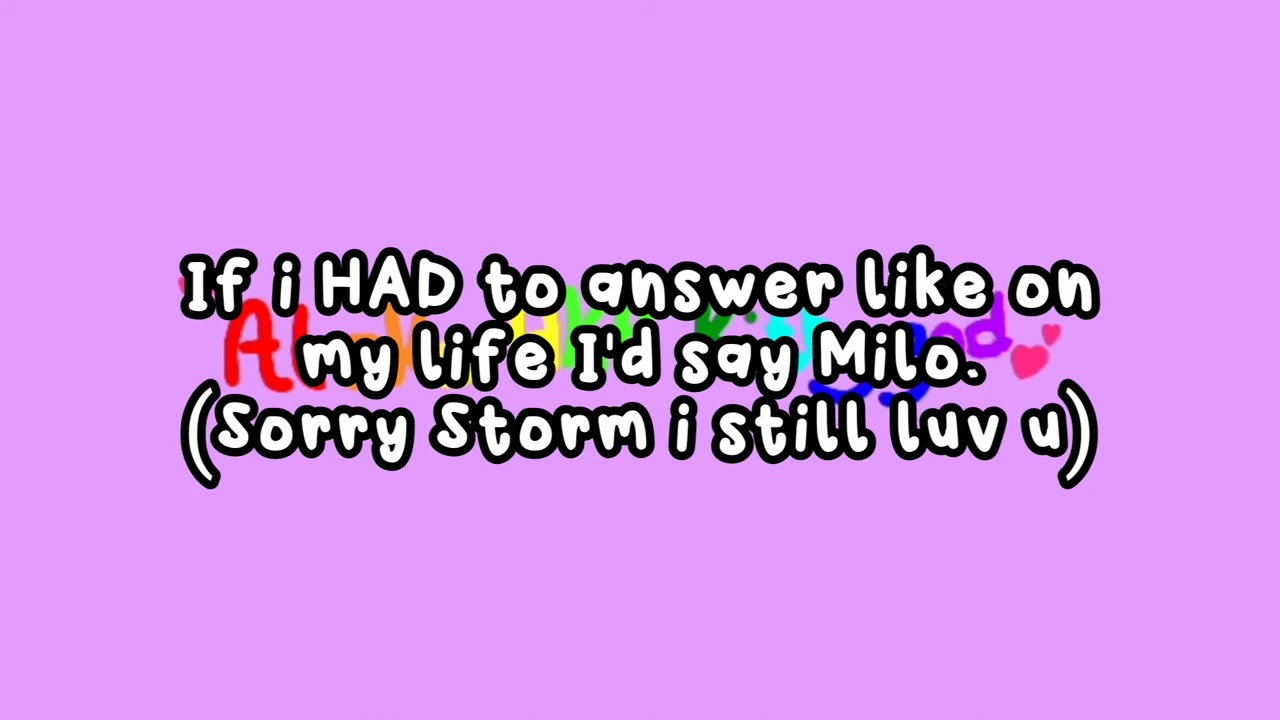 If i HAD to answer like on
my life I'd say Milo.
(Sorry Storm i still luv u)